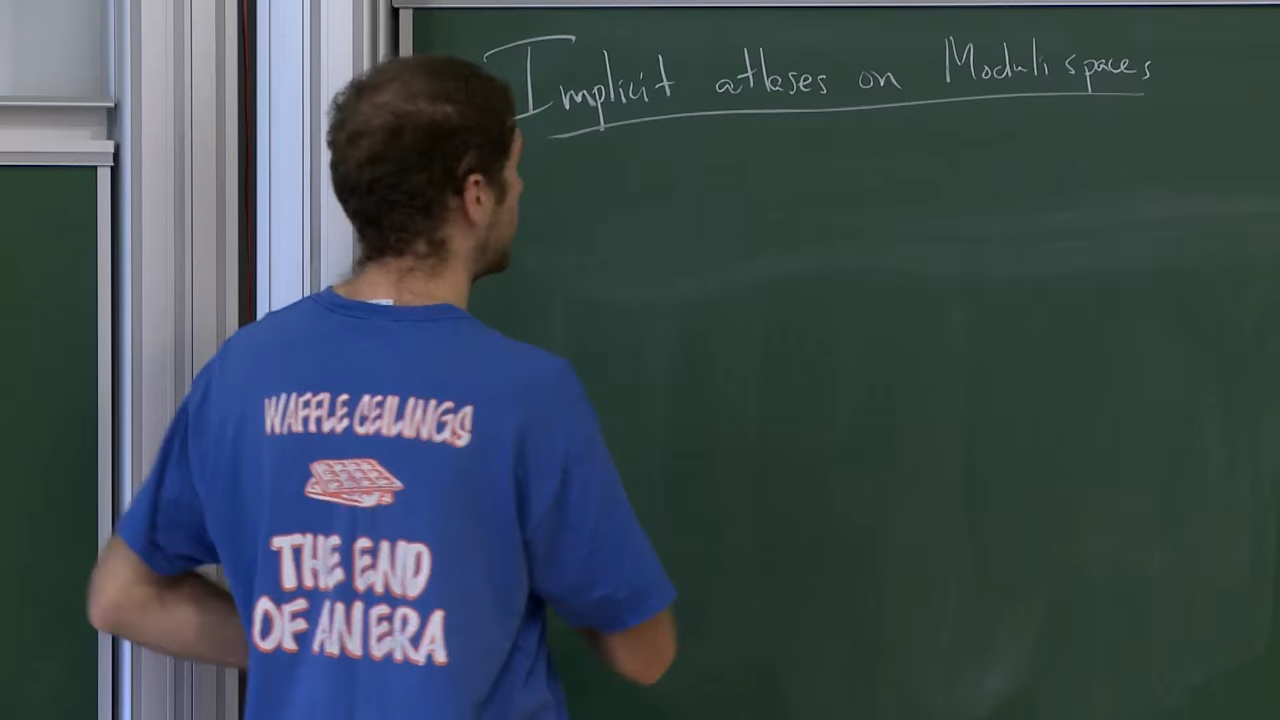 Implicit atlases on Moduli spaces
WAFFLE CEILINGS
THE END
OF AN ERA